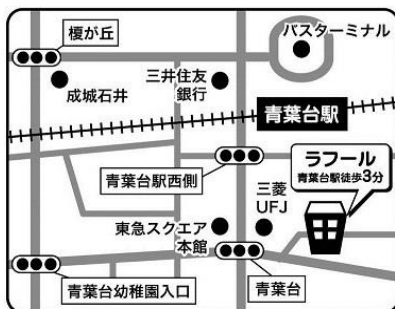 榎が丘
バスターミナル
成城石井
三井住友
銀行
青葉台駅
ラフール
青葉台駅徒歩3分
青葉台駅西側
三菱
UFJ
東急スクエア
本館
青葉台幼稚園入口
青葉台